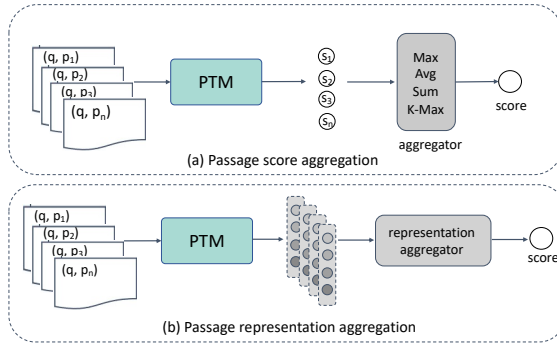 (q, p1)
(q, p2)
(q, p3)
(q, pn)
PTM
s1
s2
s3
sn
Max
Avg
Sum
K-Max
aggregator
score
(a) Passage score aggregation
(q, p1)
(q, p2)
(q, p3)
(q, pn)
PTM
representation
aggregator
score
(b) Passage representation aggregation